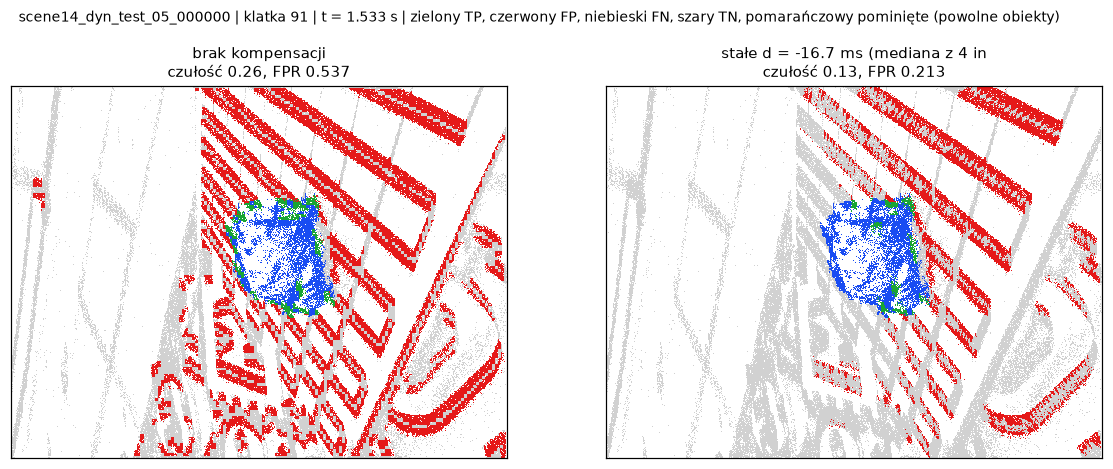 scene14_dyn_test_05_000000 | klatka 91 | t = 1.533 s | zielony TP, czerwony FP, niebieski FN, szary TN, pomarańczowy pominięte (powolne obiekty)
brak kompensacji
czułość 0.26, FPR 0.537
stałe d = -16.7 ms (mediana z 4 in
czułość 0.13, FPR 0.213